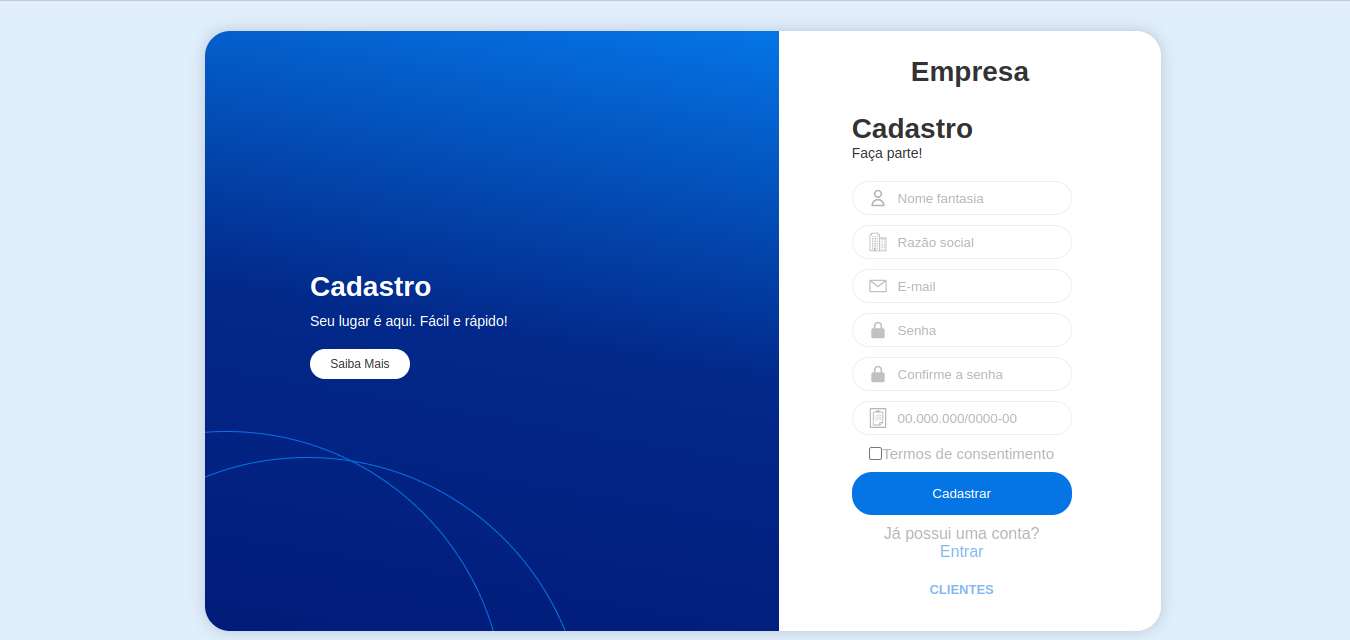 Cadastro
Seu lugar é aqui. Fácil e rápido!
Saiba Mais
Empresa
Cadastro
Faça parte!
Nome fantasia
Razão social
E-mail
Senha
Confirme a senha
00.000.000/0000-00
Termos de consentimento
Cadastrar
Já possui uma conta?
Entrar
CLIENTES